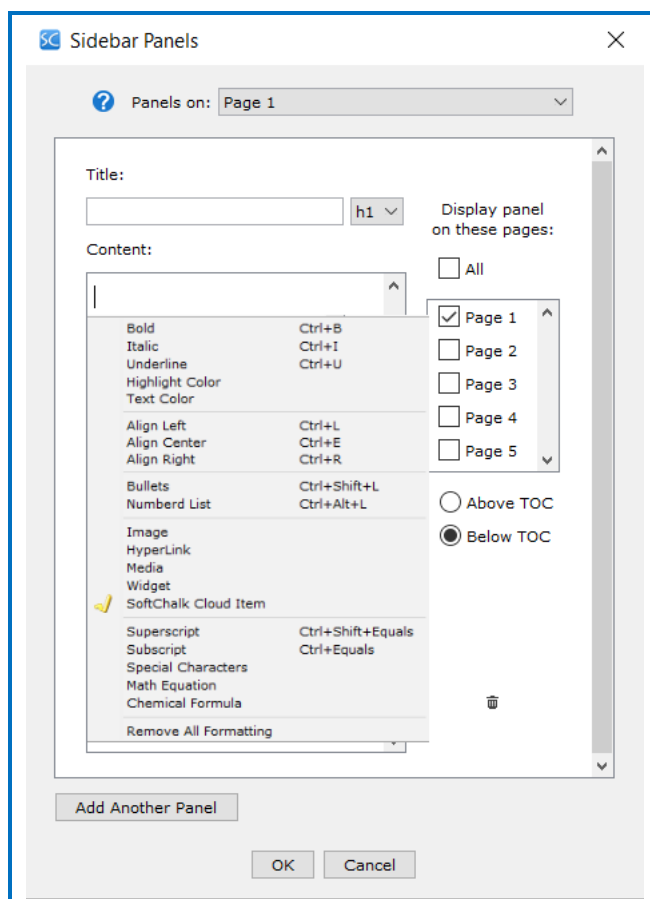 SC Sidebar Panels
? Panels on: Page 1
Title:
h1
Display panel
on these pages:
Content:
All
Page 1
Page 2
Page 3
Page 4
Page 5
Above TOC
Below TOC
Bold Ctrl+B
Italic Ctrl+I
Underline Ctrl+U
Highlight Color
Text Color
Align Left Ctrl+L
Align Center Ctrl+E
Align Right Ctrl+R
Bullets Ctrl+Shift+L
Numberd List Ctrl+Alt+L
Image
HyperLink
Media
Widget
SoftChalk Cloud Item
Superscript Ctrl+Shift+Equals
Subscript Ctrl+Equals
Special Characters
Math Equation
Chemical Formula
Remove All Formatting
Add Another Panel
OK Cancel